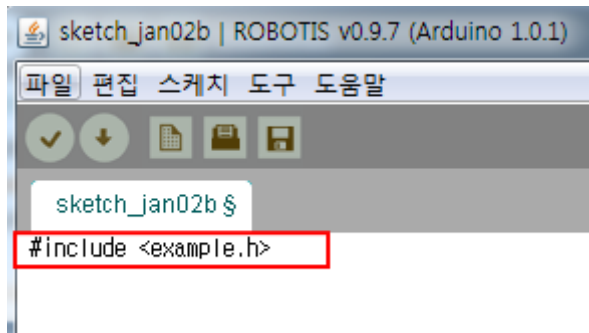 sketch_jan02b | ROBOTIS v0.9.7 (Arduino 1.0.1)
파일 편집 스케치 도구 도움말
sketch_jan02b §
#include <example.h>